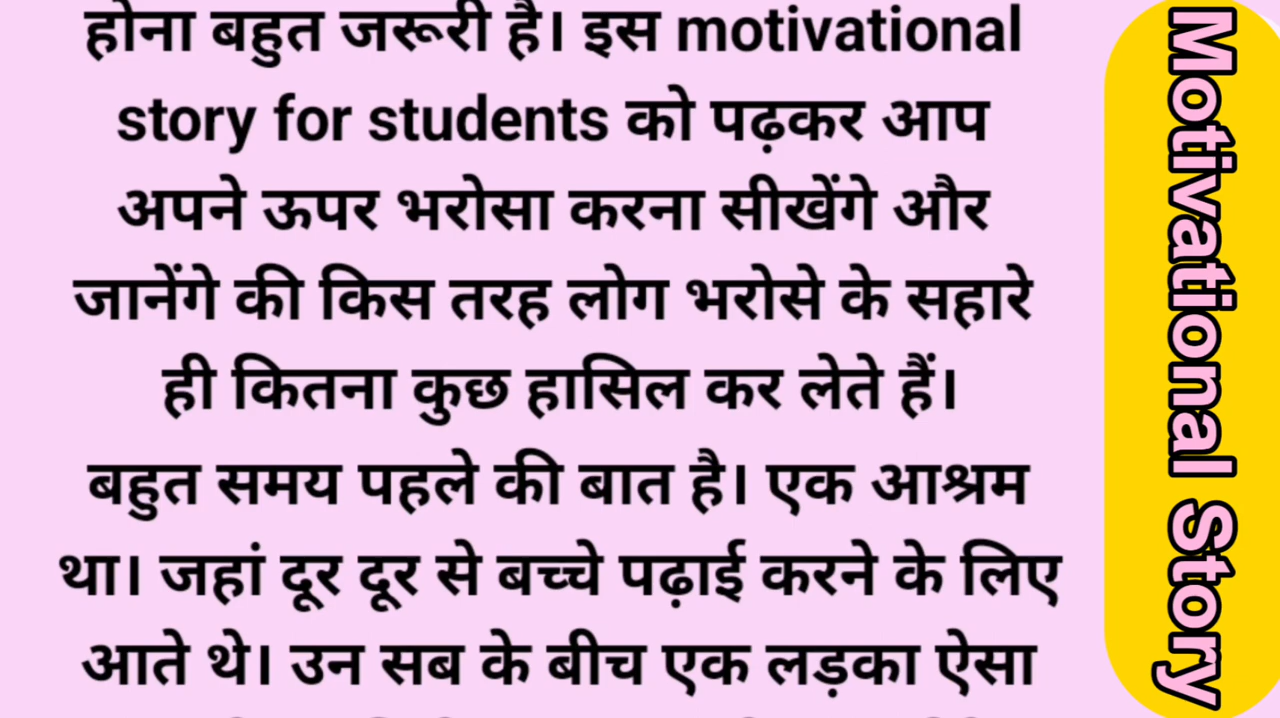 होना बहुत जरूरी है। इस motivational
story for students को पढ़कर आप
अपने ऊपर भरोसा करना सीखेंगे और
जानेंगे की किस तरह लोग भरोसे के सहारे
ही कितना कुछ हासिल कर लेते हैं।
बहुत समय पहले की बात है। एक आश्रम
था। जहां दूर दूर से बच्चे पढ़ाई करने के लिए
आते थे। उन सब के बीच एक लड़का ऐसा
Motivational Story